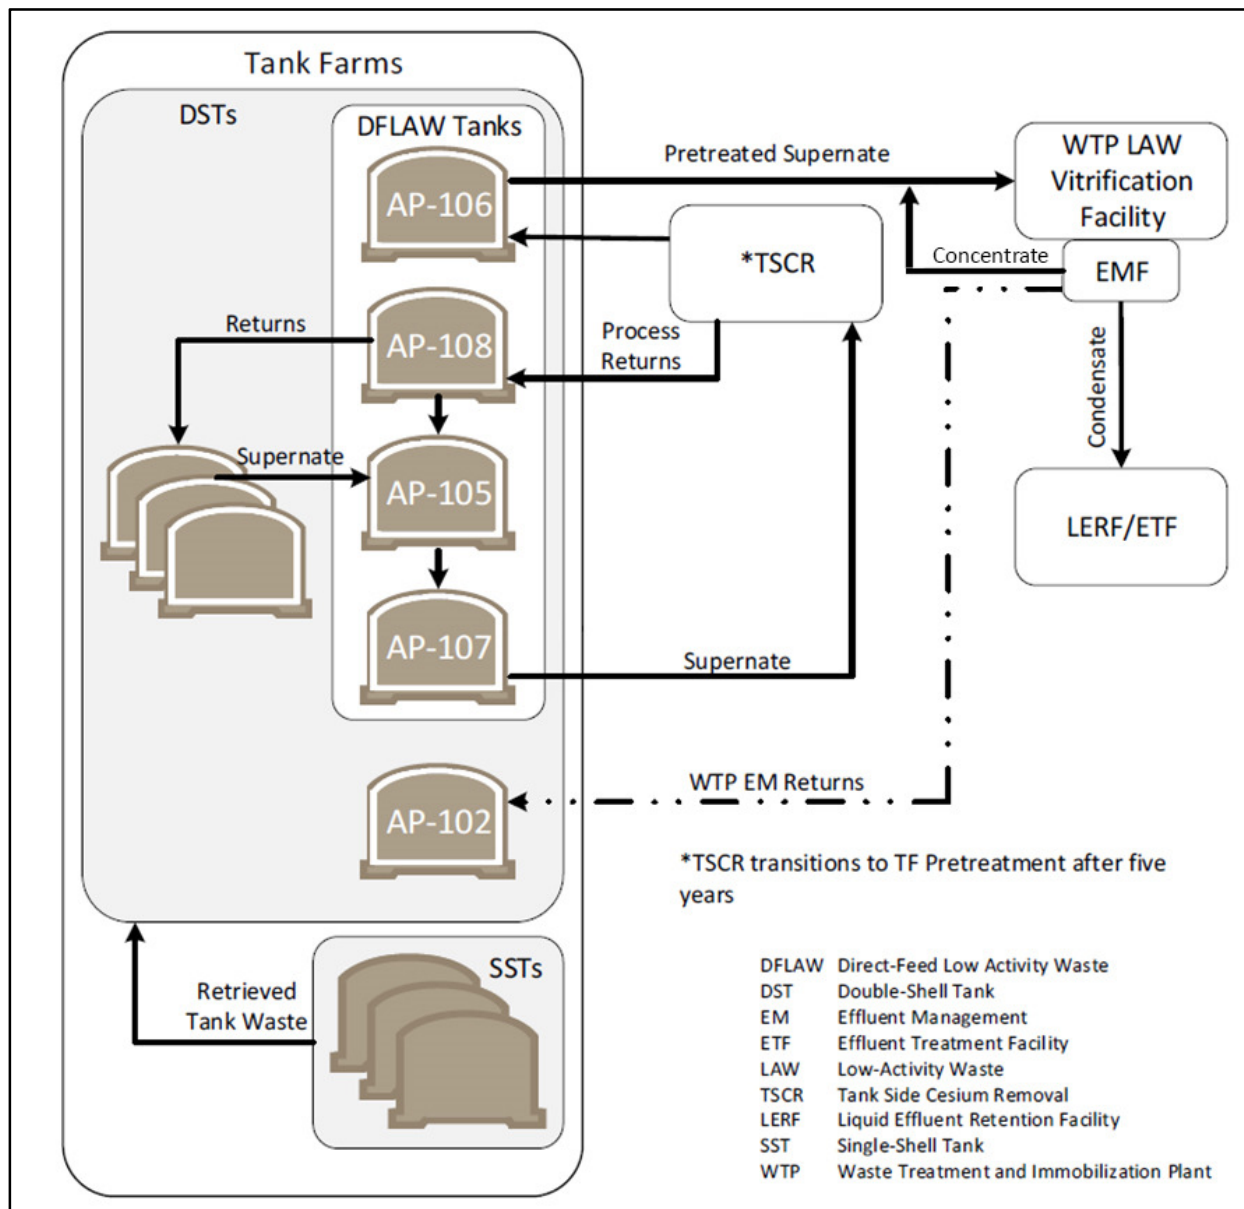 Tank Farms
DSTs
DFLAW Tanks
AP-106
Pretreated Supernate
WTP LAW
Vitrification
Facility
*TSCR
Concentrate
EMF
Returns
AP-108
Process
Returns
Condensate
Supernate
AP-105
LERF/ETF
AP-107
Supernate
WTP EM Returns
AP-102
*TSCR transitions to TF Pretreatment after five
years
SSTs
Retrieved
Tank Waste
DFLAW Direct-Feed Low Activity Waste
DST Double-Shell Tank
EM Effluent Management
ETF Effluent Treatment Facility
LAW Low-Activity Waste
TSCR Tank Side Cesium Removal
LERF Liquid Effluent Retention Facility
SST Single-Shell Tank
WTP Waste Treatment and Immobilization Plant